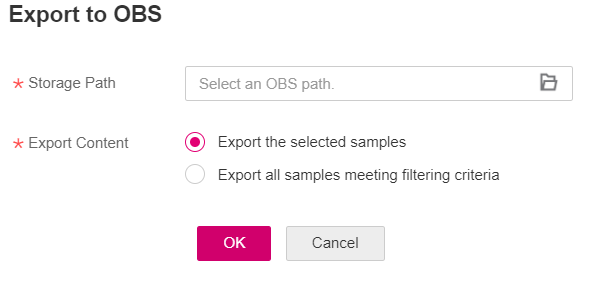 Export to OBS
* Storage Path Select an OBS path.
* Export Content Export the selected samples
Export all samples meeting filtering criteria
OK Cancel